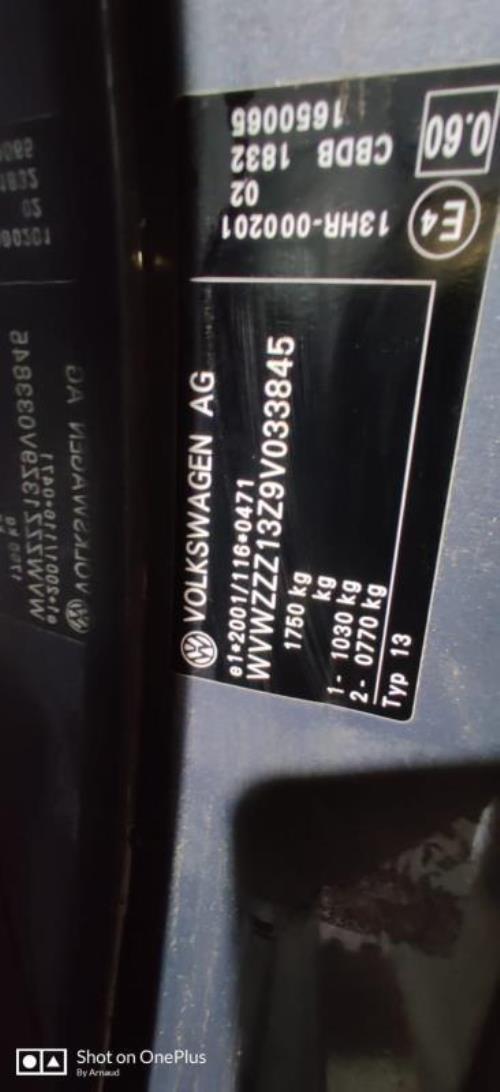 VOLKSWAGEN AG
e1*2001/116*0471
WVWZZZ13Z9V033845
1750 kg
kg
1- 1030 kg
2- 0770 kg
Typ 13
E4
13HR-000201
02
0.60
CBDB 1832
1650065
Shot on OnePlus
By Arnaud